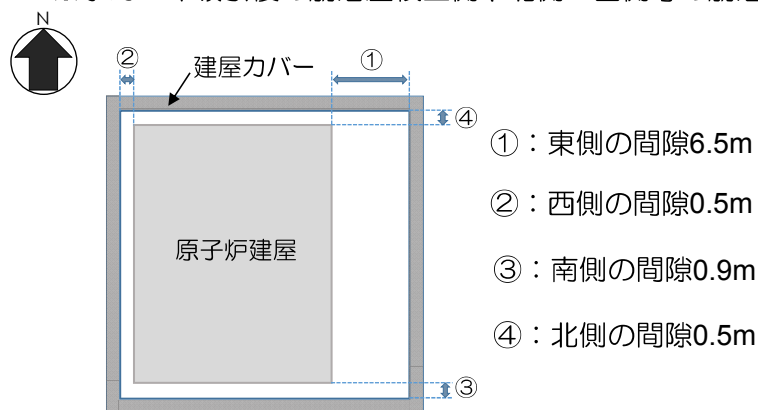 N
②
建屋カバー
①
④
①：東側の間隙6.5m
②：西側の間隙0.5m
原子炉建屋
③：南側の間隙0.9m
④：北側の間隙0.5m
③